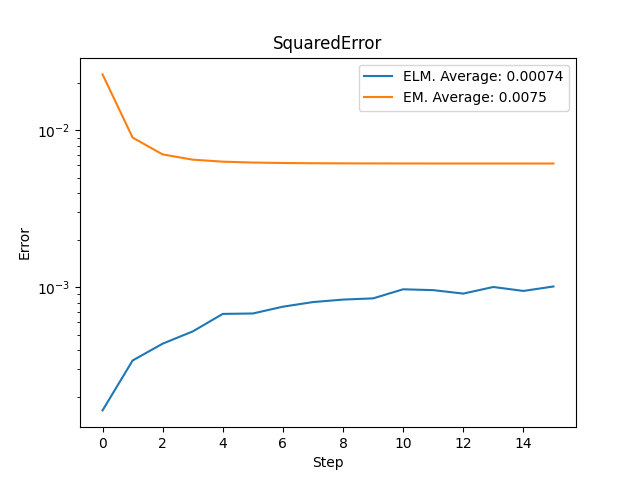 SquaredError
ELM. Average: 0.00074
EM. Average: 0.0075
Error
10⁻²
10⁻³
0 2 4 6 8 10 12 14
Step